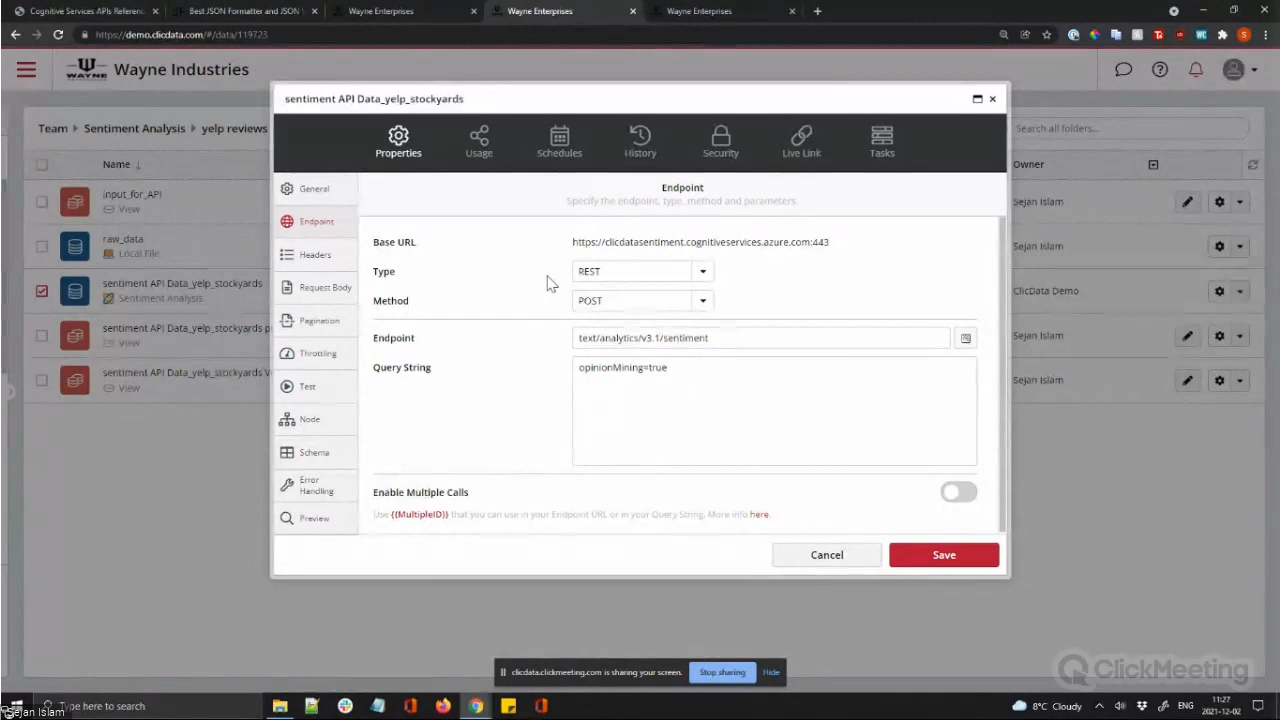 Cognitive Services APIs Referenc
Best JSON Formatter and JSON
Wayne Enterprises
Wayne Enterprises
Wayne Enterprises
https://demo.clicdata.com/#/data/119723
WAYNE
Wayne Industries
sentiment API Data_yelp_stockyards
Team
Sentiment Analysis
yelp reviews
Search all folders...
Properties
Usage
Schedules
History
Security
Live Link
Tasks
Name
Owner
input_for_API
View
Sejan Islam
raw_data
Local File
Sejan Islam
sentiment API Data_yelp_stockyards
Sentiment Analysis
ClicData Demo
sentiment API Data_yelp_stockyards p
View
Sejan Islam
sentiment API Data_yelp_stockyards V
View
Sejan Islam
General
Endpoint
Headers
Request Body
Pagination
Throttling
Test
Node
Schema
Error
Handling
Preview
Endpoint
Specify the endpoint, type, method and parameters.
Base URL
https://clicdatasentiment.cognitiveservices.azure.com:443
Type
REST
Method
POST
Endpoint
text/analytics/v3.1/sentiment
Query String
opinionMining=true
Enable Multiple Calls
Use {{MultipleID}} that you can use in your Endpoint URL or in your Query String. More info here.
Cancel
Save
clicdata.clickmeeting.com is sharing your screen.
Stop sharing
Hide
ClickMeeting
Type here to search
Sejan Islam
8°C Cloudy
ENG
11:27
2021-12-02